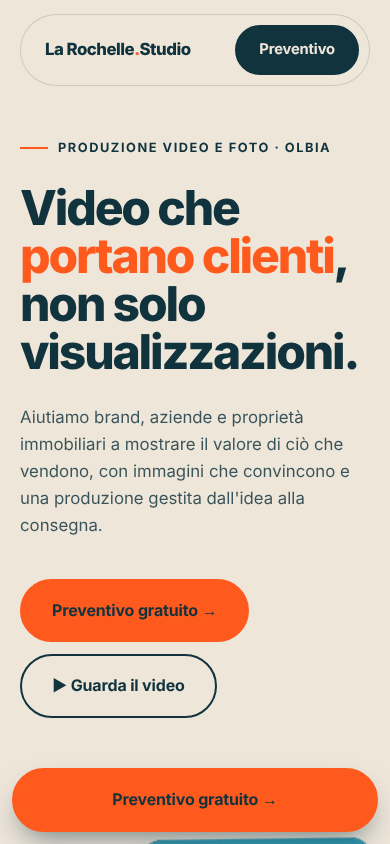 La Rochelle.Studio
Preventivo
PRODUZIONE VIDEO E FOTO · OLBIA
Video che
portano clienti,
non solo
visualizzazioni.
Aiutiamo brand, aziende e proprietà
immobiliari a mostrare il valore di ciò che
vendono, con immagini che convincono e
una produzione gestita dall'idea alla
consegna.
Preventivo gratuito →
▶ Guarda il video
Preventivo gratuito →